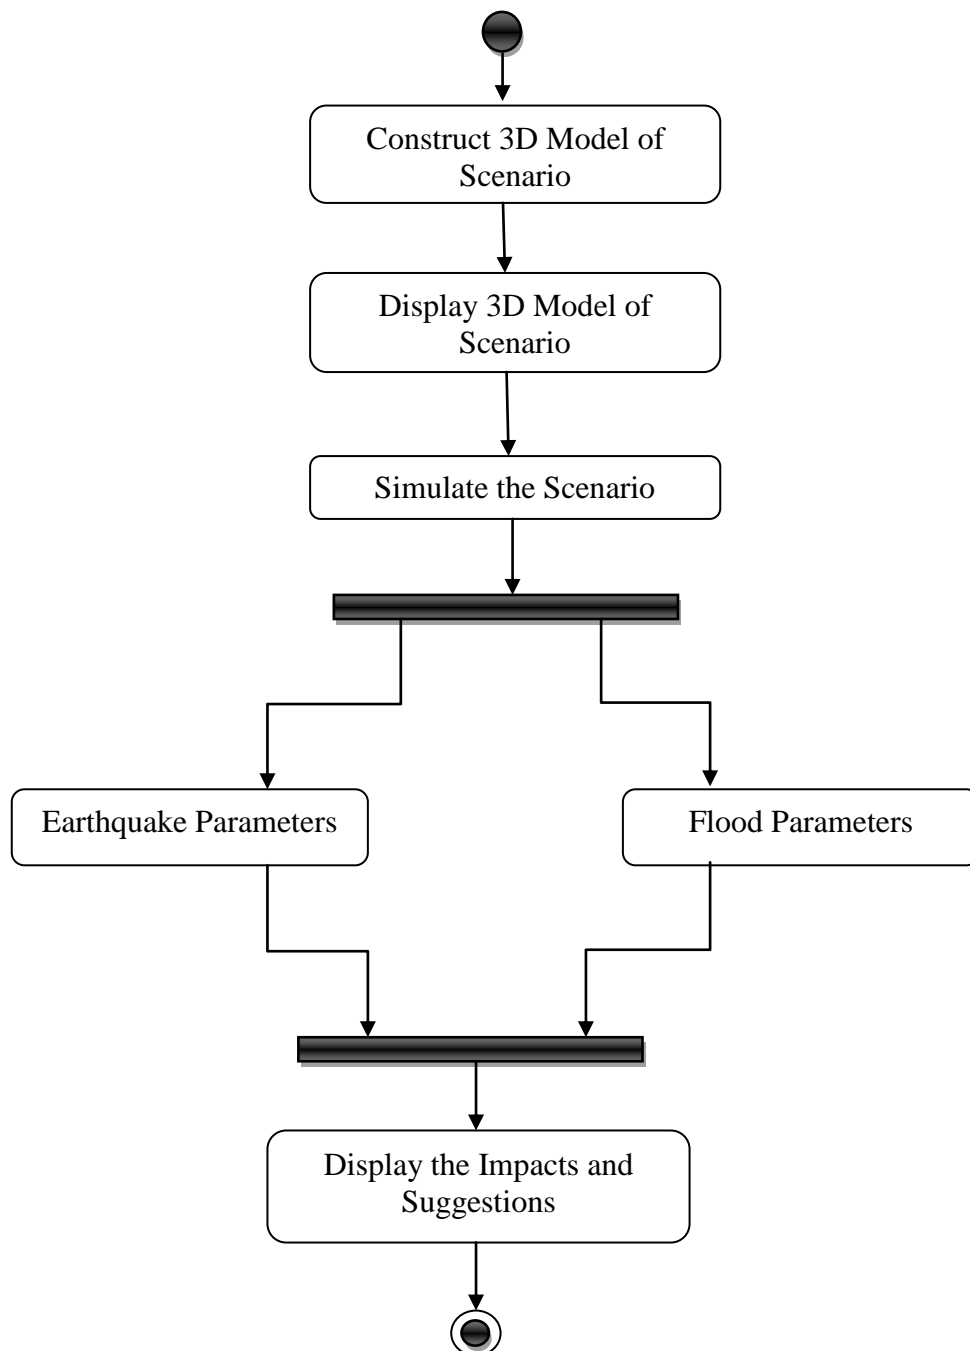 Construct 3D Model of
Scenario
Display 3D Model of
Scenario
Simulate the Scenario
Earthquake Parameters
Flood Parameters
Display the Impacts and
Suggestions